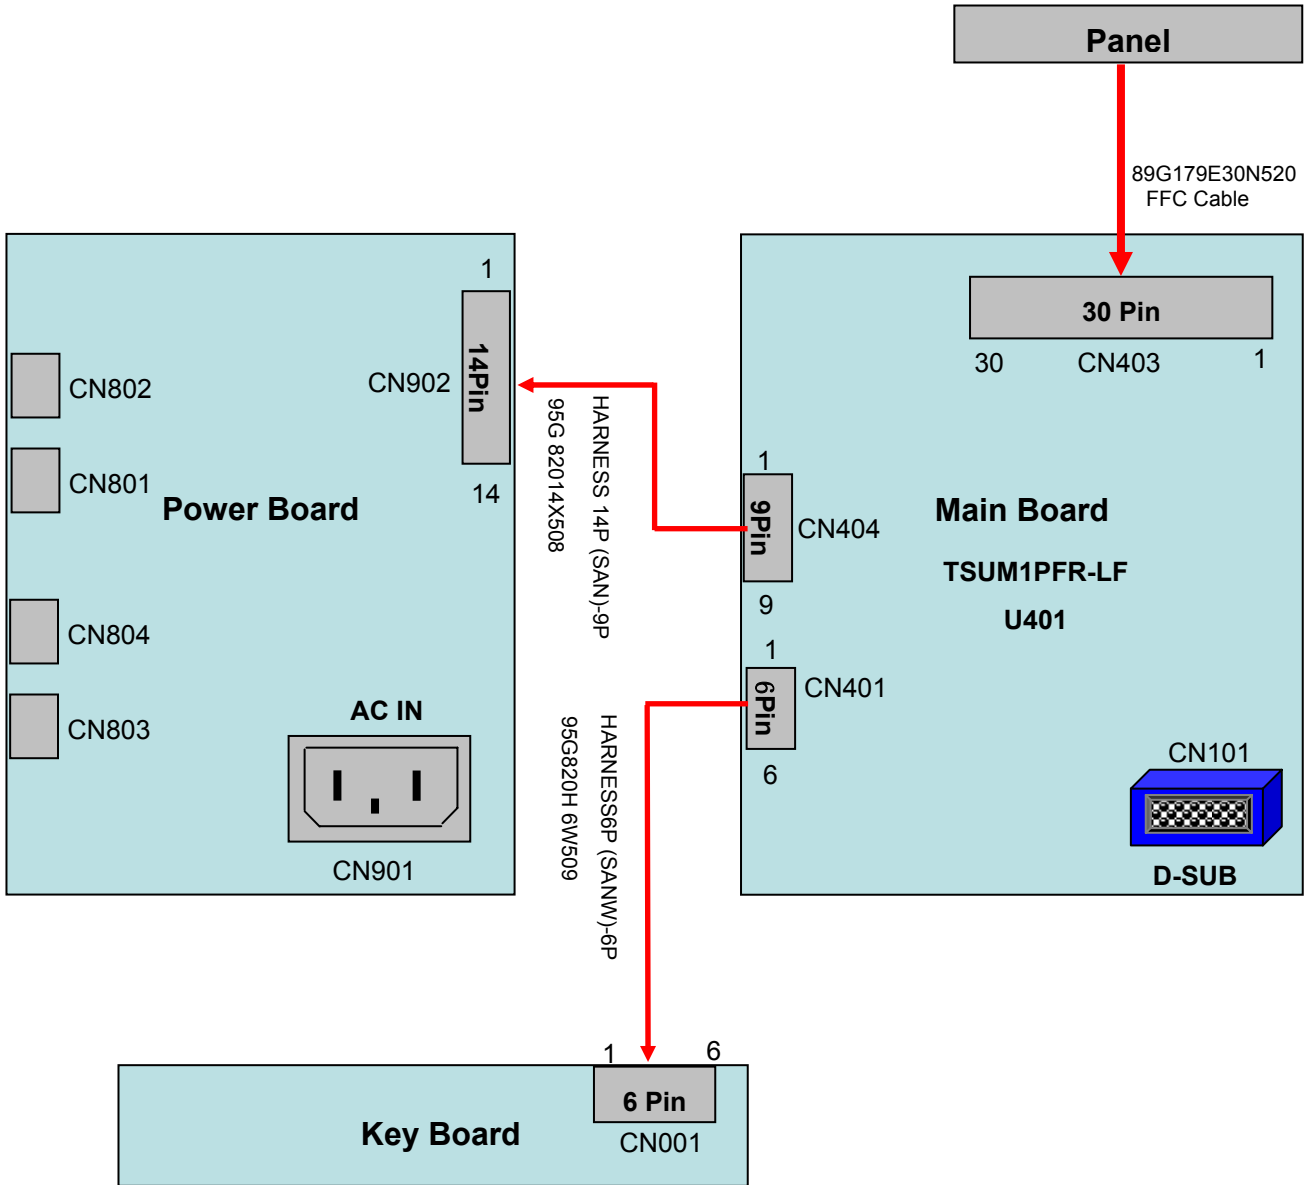 Panel
89G179E30N520
FFC Cable
1
14Pin
CN902
14
CN802
CN801
Power Board
CN804
CN803
AC IN
CN901
HARNESS 14P (SAN)-9P
95G 82014X508
30 Pin
30
CN403
1
1
9Pin
CN404
9
Main Board
TSUM1PFR-LF
U401
1
6Pin
CN401
6
CN101
D-SUB
HARNESS6P (SANW)-6P
95G820H 6W509
1
6
6 Pin
CN001
Key Board